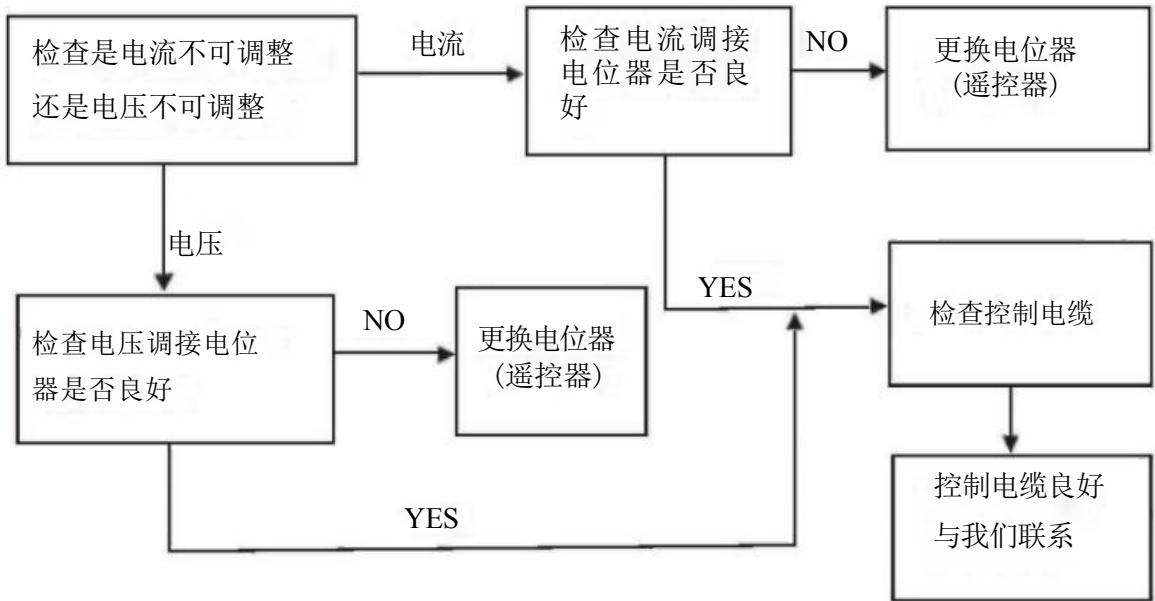 检查是电流不可调整
还是电压不可调整
电流
检查电流调接
电位器是否良
好
NO
更换电位器
(遥控器)
电压
检查电压调接电位
器是否良好
NO
更换电位器
(遥控器)
YES
检查控制电缆
YES
控制电缆良好
与我们联系